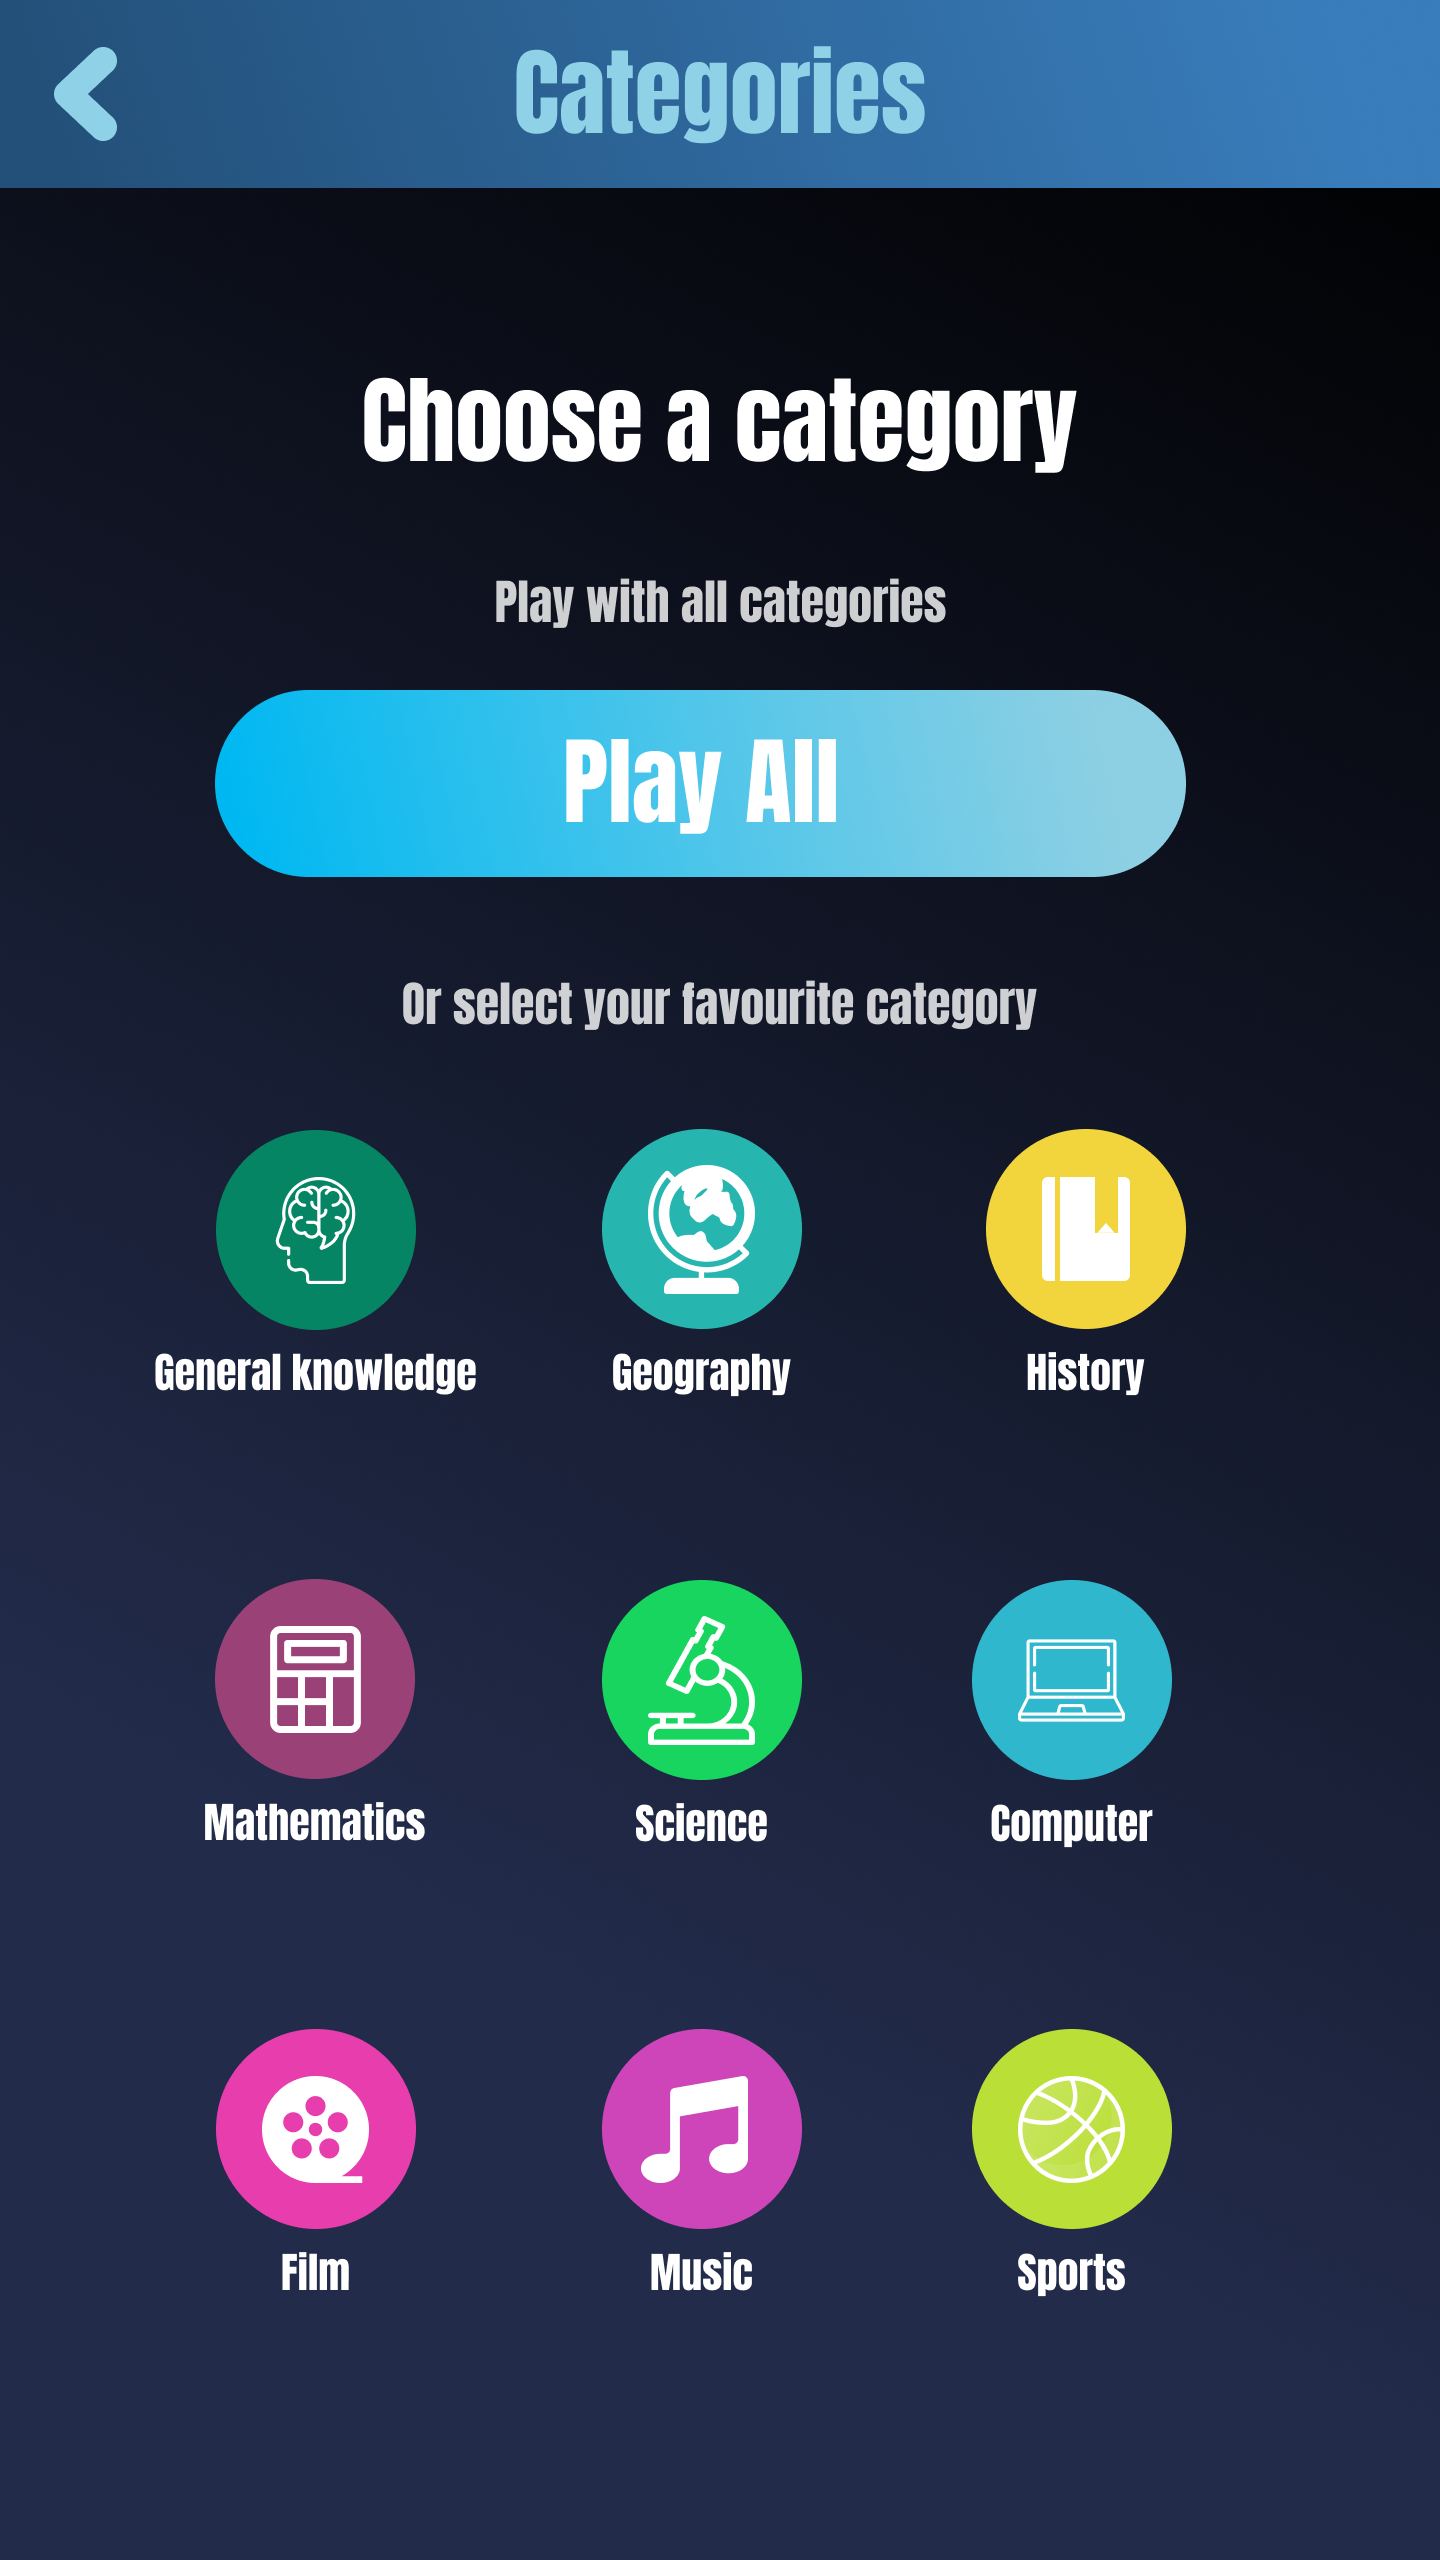 Categories
Choose a category
Play with all categories
Play All
Or select your favourite category
General knowledge
Geography
History
Mathematics
Science
Computer
Film
Music
Sports